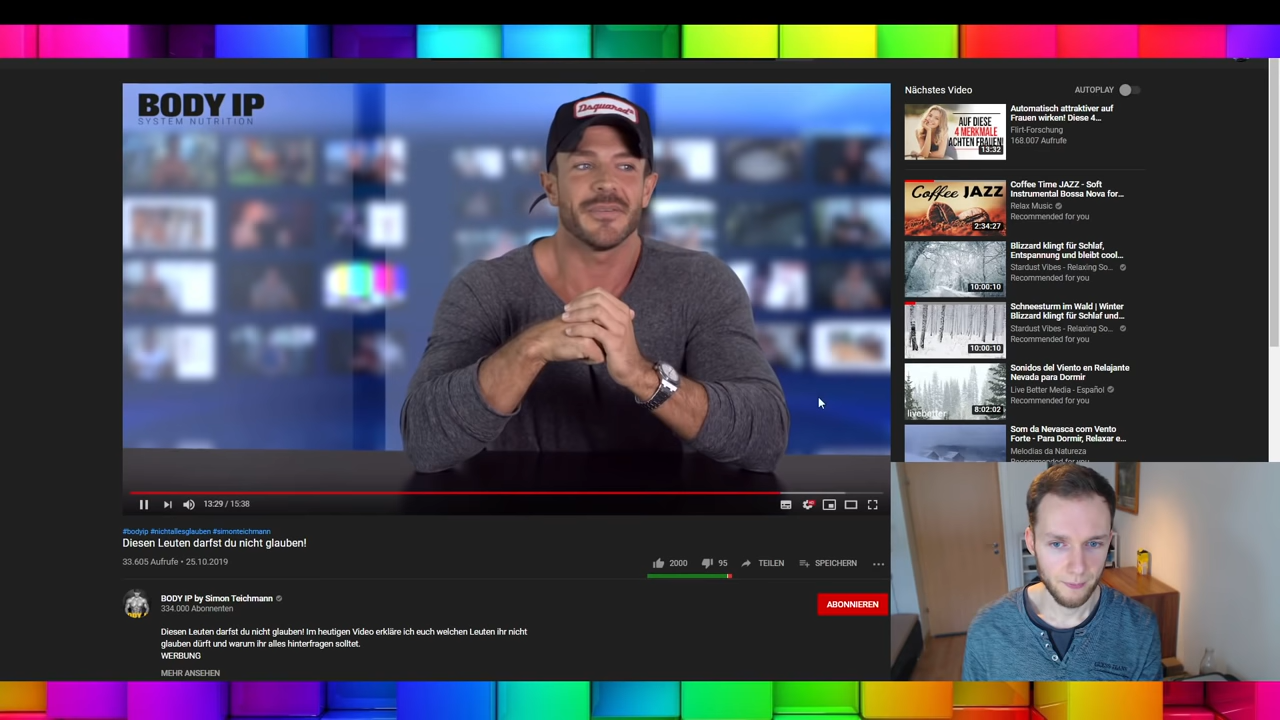 BODY IP
SYSTEM NUTRITION
Dsquared²
13:29 / 15:38
#bodyip #nichtallesglauben #simonteichmann
Diesen Leuten darfst du nicht glauben!
33.605 Aufrufe • 25.10.2019
2000
95
TEILEN
SPEICHERN
BODY IP by Simon Teichmann
334.000 Abonnenten
ABONNIEREN
Diesen Leuten darfst du nicht glauben! Im heutigen Video erkläre ich euch welchen Leuten ihr nicht
glauben dürft und warum ihr alles hinterfragen solltet.
WERBUNG
MEHR ANSEHEN
Nächstes Video
AUTOPLAY
AUF DIESE
4 MERKMALE
ACHTEN FRAUEN!
13:32
Automatisch attraktiver auf
Frauen wirken! Diese 4...
Flirt-Forschung
168.007 Aufrufe
Coffee JAZZ
2:34:27
Coffee Time JAZZ - Soft
Instrumental Bossa Nova for...
Relax Music
Recommended for you
10:00:10
Blizzard klingt für Schlaf,
Entspannung und bleibt cool...
Stardust Vibes - Relaxing So...
Recommended for you
10:00:10
Schneesturm im Wald | Winter
Blizzard klingt für Schlaf und...
Stardust Vibes - Relaxing So...
Recommended for you
livebetter
8:02:02
Sonidos del Viento en Relajante
Nevada para Dormir
Live Better Media - Español
Recommended for you
Som da Nevasca com Vento
Forte - Para Dormir, Relaxar e...
Melodias da Natureza